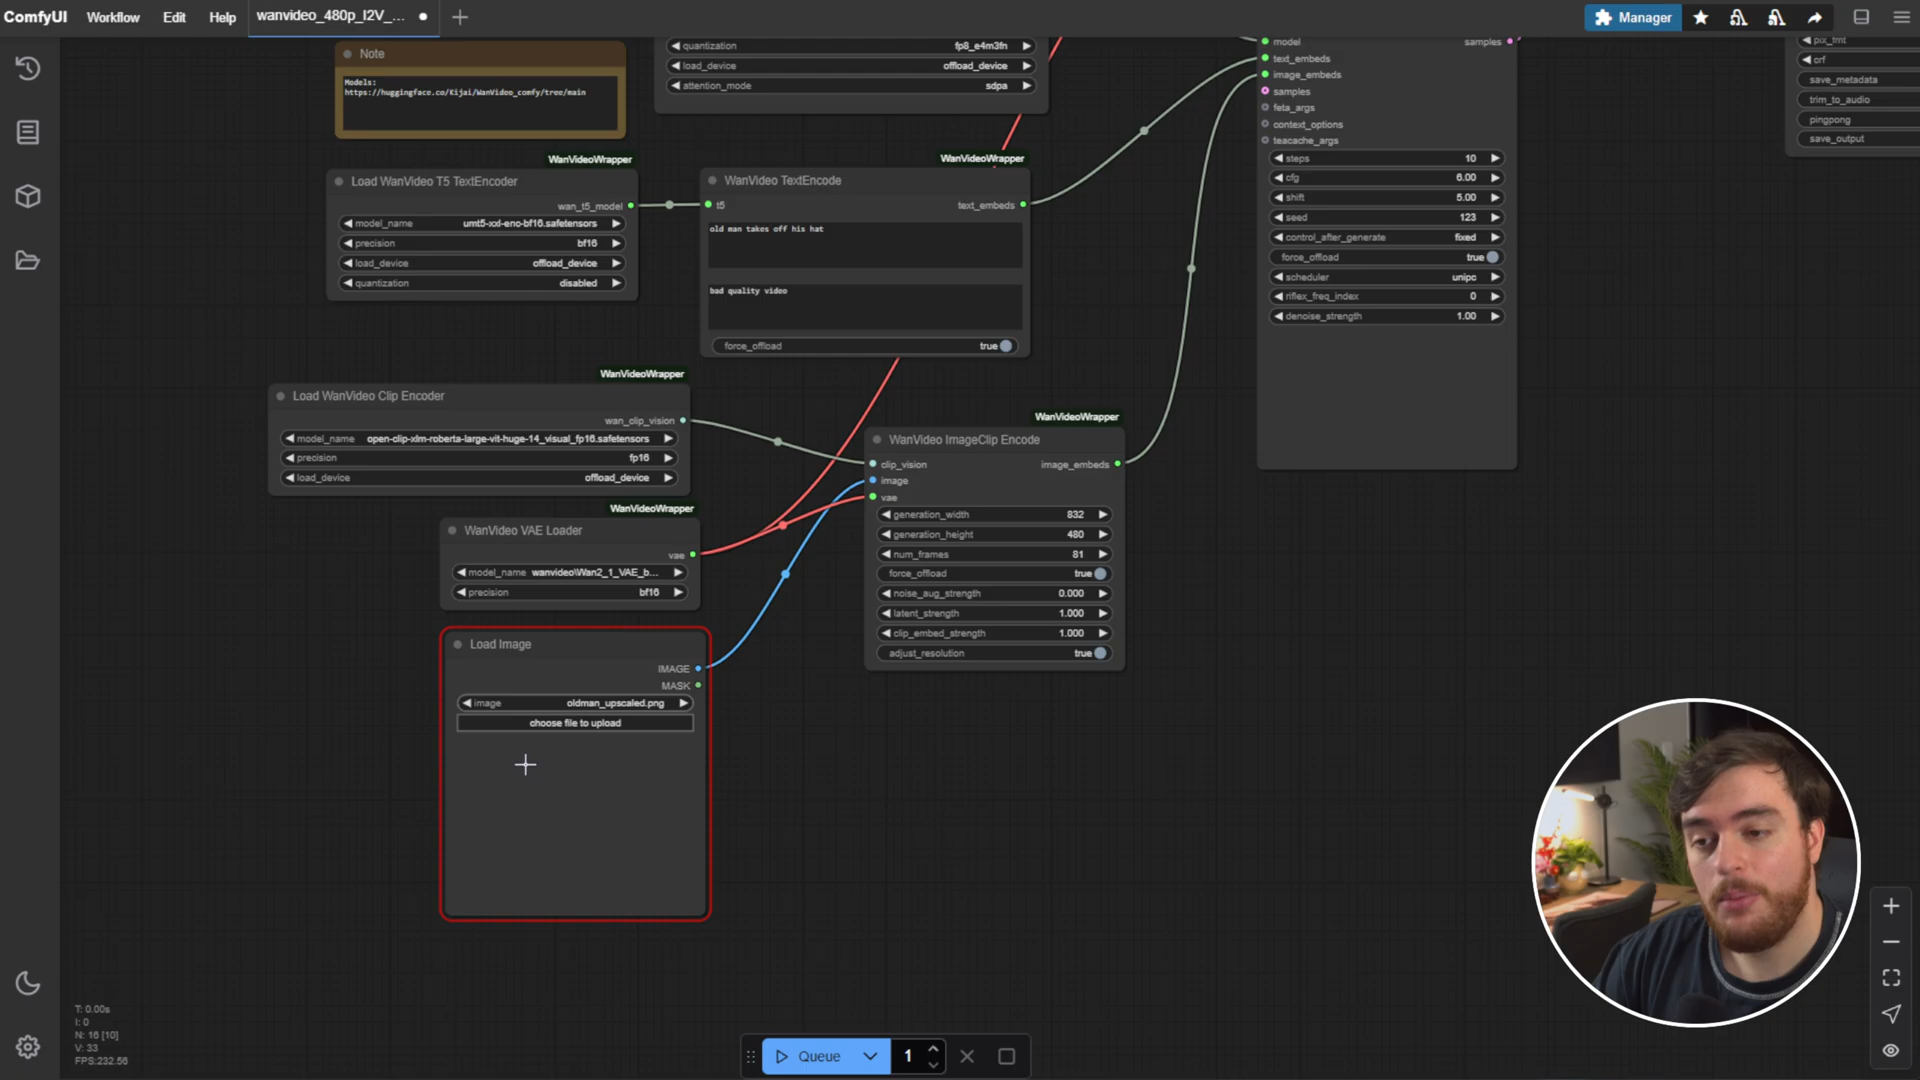 ComfyUI Workflow Edit Help wanvideo_480p_I2V_... Manager
Note
Models:
https://huggingface.co/Kijai/WanVideo_comfy/tree/main
quantization fp8_e4m3fn
load_device offload_device
attention_mode sdpa
WanVideoWrapper
Load WanVideo T5 TextEncoder
wan_t5_model
model_name umt5-xxl-enc-bf16.safetensors
precision bf16
load_device offload_device
quantization disabled
WanVideoWrapper
WanVideo TextEncode
t5 text_embeds
old man takes off his hat
bad quality video
force_offload true
model samples
text_embeds
image_embeds
samples
feta_args
context_options
teacache_args
steps 10
cfg 6.00
shift 5.00
seed 123
control_after_generate fixed
force_offload true
scheduler unipc
riflex_freq_index 0
denoise_strength 1.00
pix_fmt
crf
save_metadata
trim_to_audio
pingpong
save_output
WanVideoWrapper
Load WanVideo Clip Encoder
wan_clip_vision
model_name open-clip-xlm-roberta-large-vit-huge-14_visual_fp16.safetensors
precision fp16
load_device offload_device
WanVideoWrapper
WanVideo VAE Loader
vae
model_name wanvideo\Wan2_1_VAE_b...
precision bf16
WanVideoWrapper
WanVideo ImageClip Encode
clip_vision image_embeds
image
vae
generation_width 832
generation_height 480
num_frames 81
force_offload true
noise_aug_strength 0.000
latent_strength 1.000
clip_embed_strength 1.000
adjust_resolution true
Load Image
IMAGE
MASK
image oldman_upscaled.png
choose file to upload
T: 0.00s
I: 0
N: 16 [10]
V: 33
FPS:232.56
Queue 1